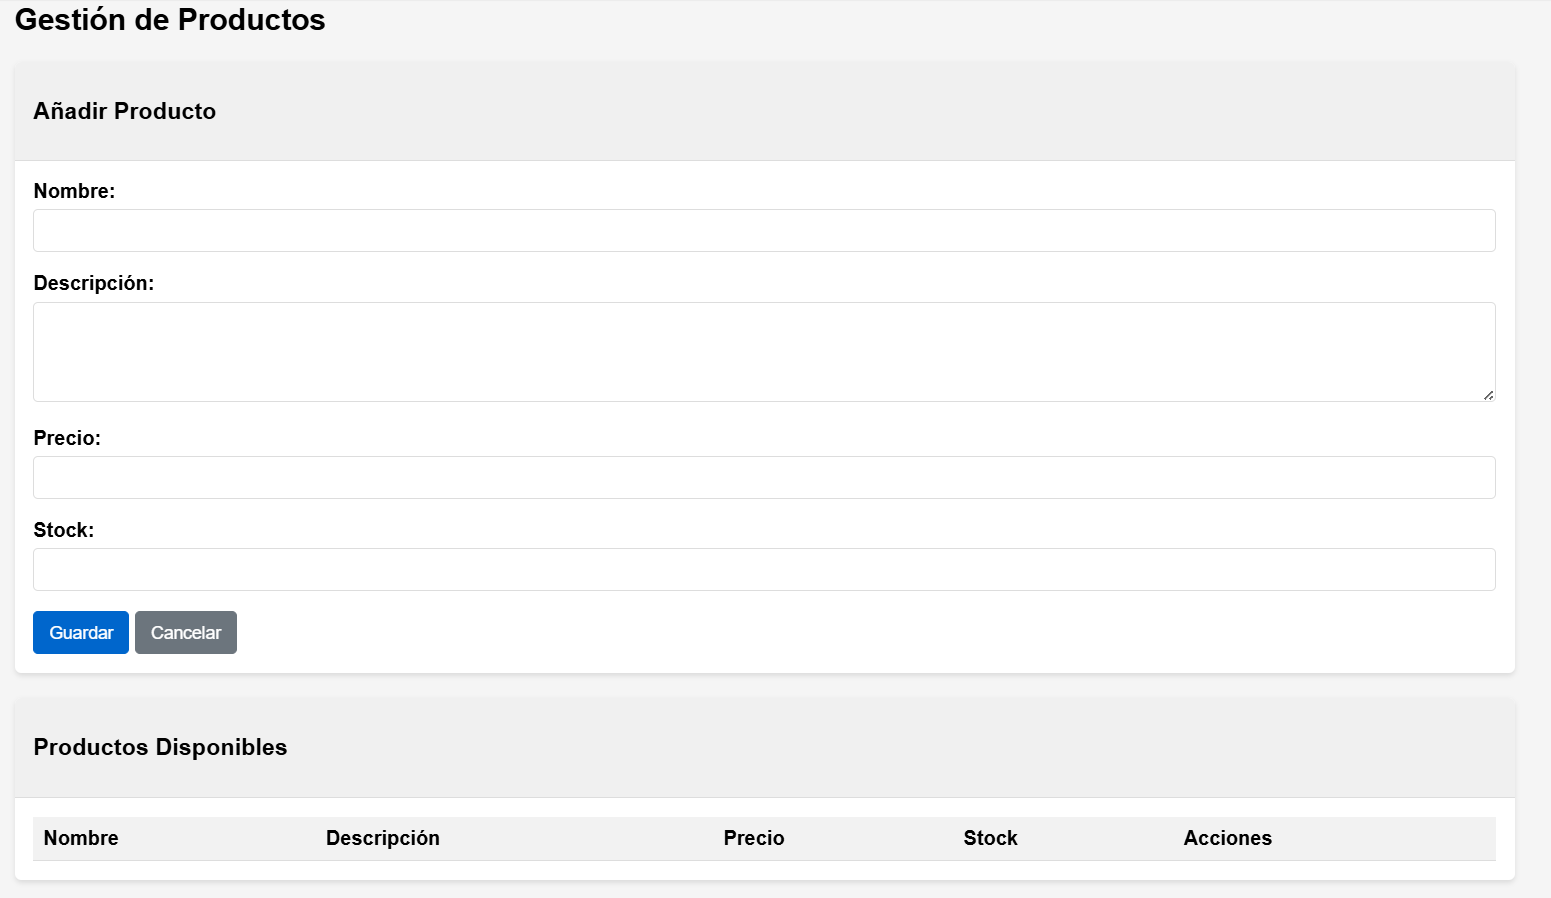 Gestión de Productos
Añadir Producto
Nombre:
Descripción:
Precio:
Stock:
Guardar Cancelar
Productos Disponibles
Nombre Descripción Precio Stock Acciones